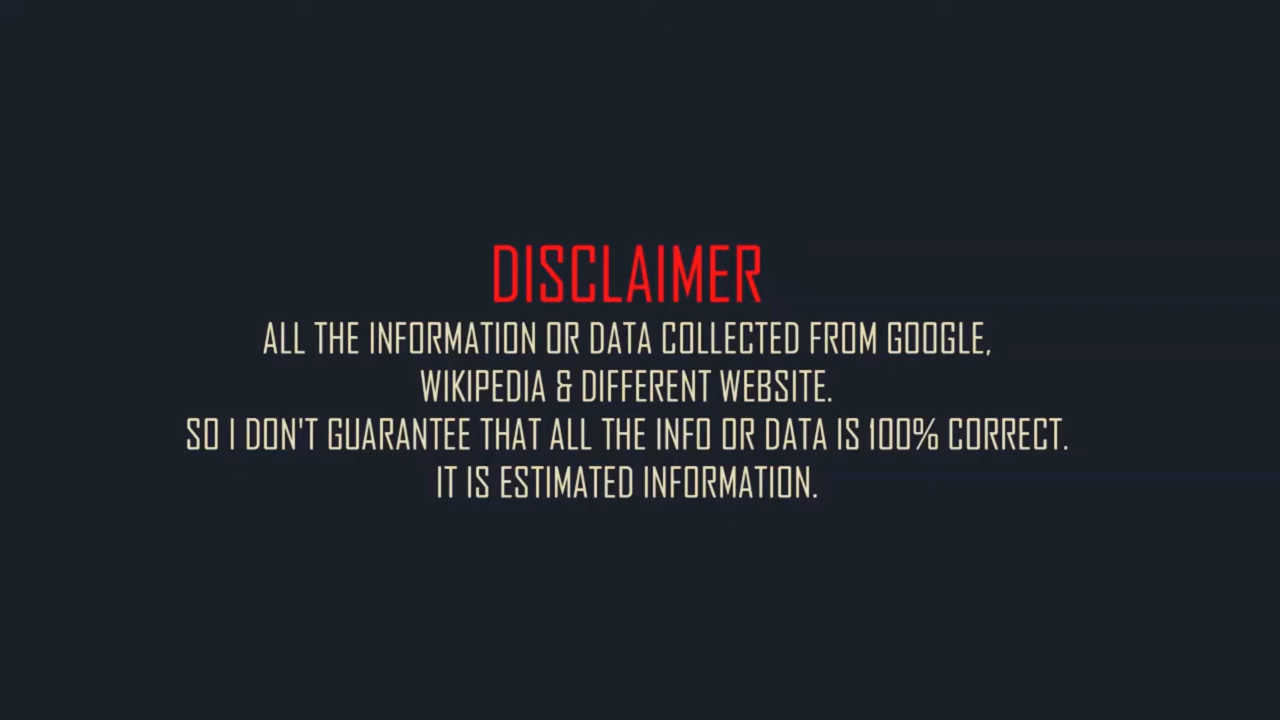 DISCLAIMER
ALL THE INFORMATION OR DATA COLLECTED FROM GOOGLE,
WIKIPEDIA & DIFFERENT WEBSITE.
SO I DON'T GUARANTEE THAT ALL THE INFO OR DATA IS 100% CORRECT.
IT IS ESTIMATED INFORMATION.